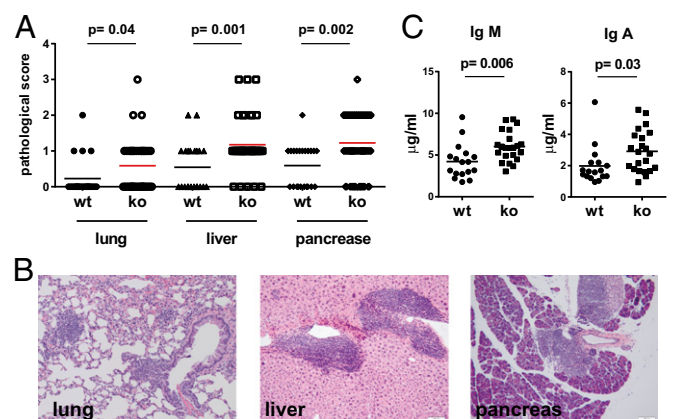 A
p= 0.04 p= 0.001 p= 0.002
pathological score
4
3
2
1
0
wt ko wt ko wt ko
lung liver pancrease
C
Ig M Ig A
p= 0.006 p= 0.03
µg/ml
15
10
5
0
wt ko
µg/ml
8
6
4
2
0
wt ko
B
lung liver pancreas